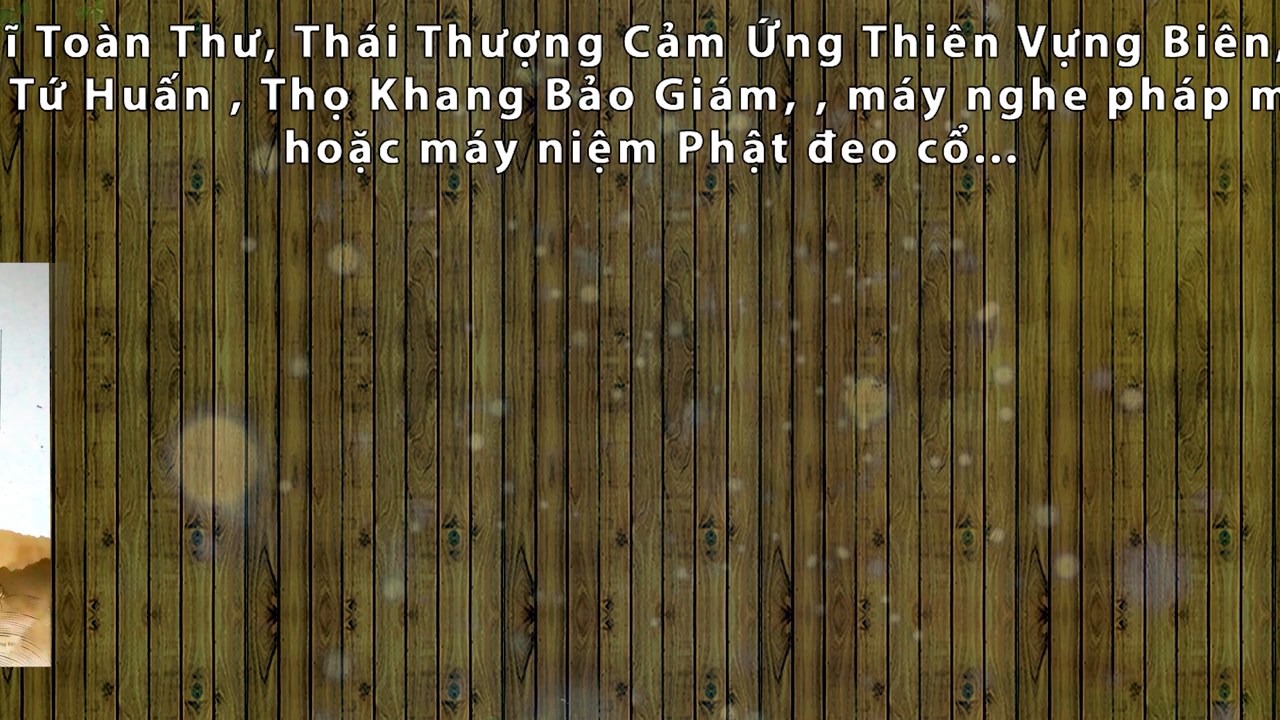 ĩ Toàn Thư, Thái Thượng Cảm Ứng Thiên Vựng Biên,
Tứ Huấn , Thọ Khang Bảo Giám, , máy nghe pháp m
hoặc máy niệm Phật đeo cổ...